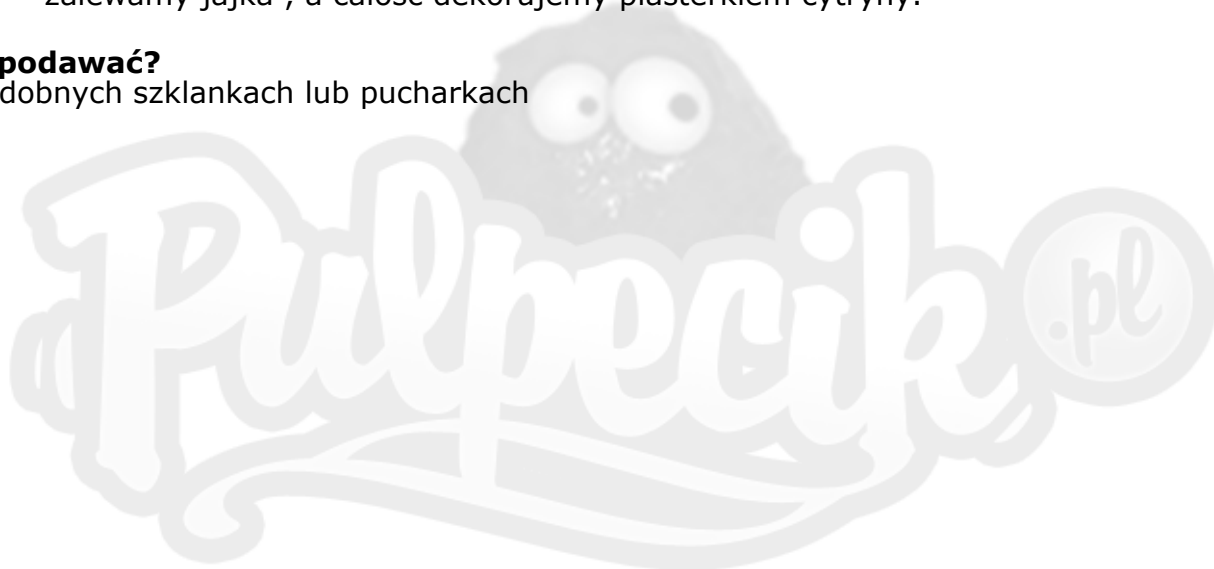 zalewamy jajka , a całość dekorujemy plasterkiem cytryny.
podawać?
dobnych szklankach lub pucharkach
Pulpecik.pl